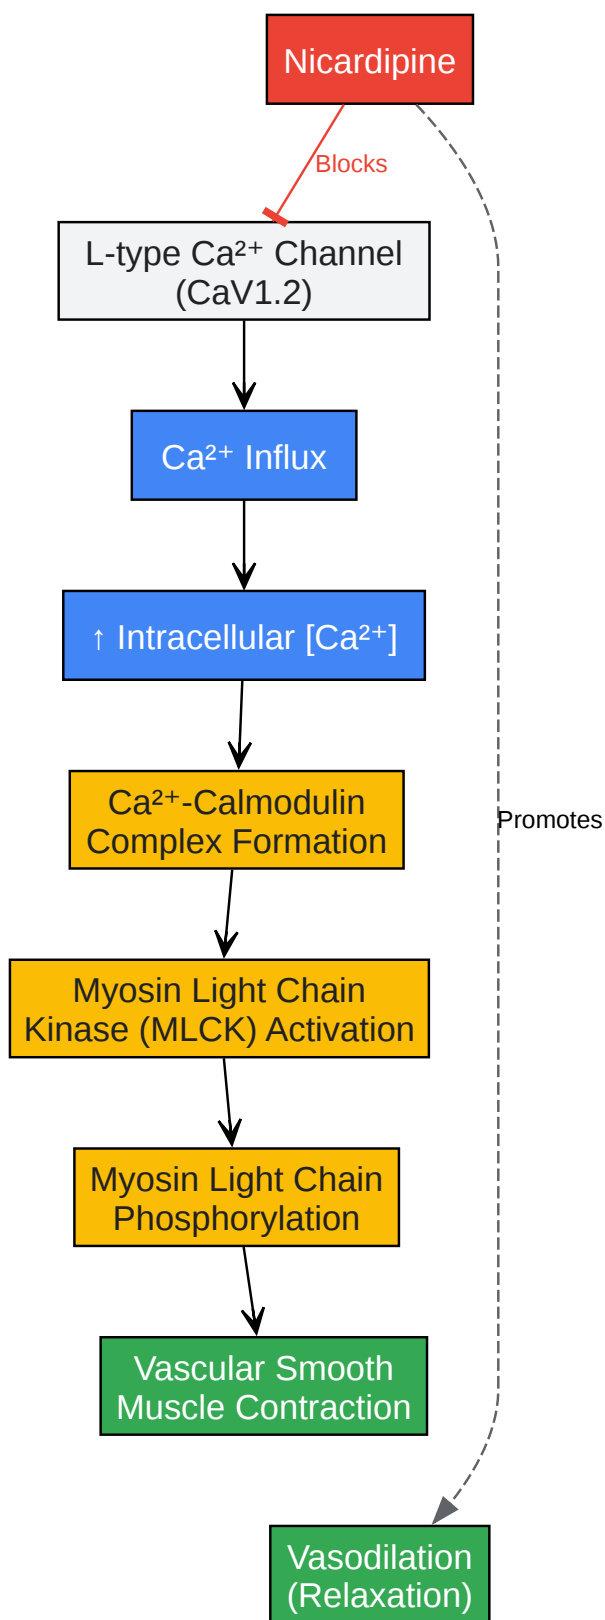 Nicardipine
Blocks
L-type Ca²⁺ Channel
(CaV1.2)
Ca²⁺ Influx
↑ Intracellular [Ca²⁺]
Ca²⁺-Calmodulin
Complex Formation
Promotes
Myosin Light Chain
Kinase (MLCK) Activation
Myosin Light Chain
Phosphorylation
Vascular Smooth
Muscle Contraction
Vasodilation
(Relaxation)